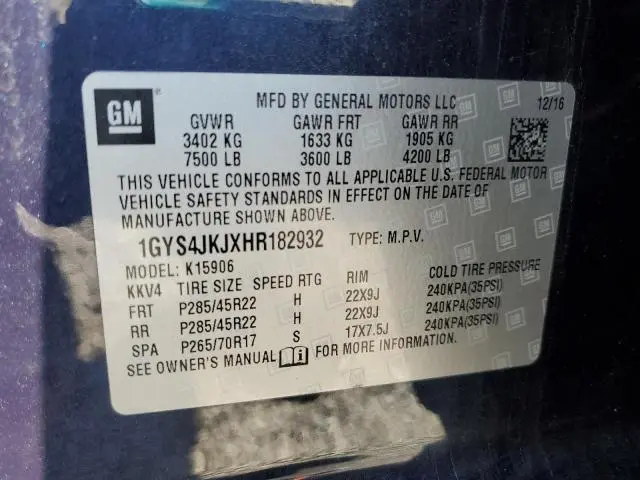 GM
MFD BY GENERAL MOTORS LLC 12/16
GVWR GAWR FRT GAWR RR
3402 KG 1633 KG 1905 KG
7500 LB 3600 LB 4200 LB
THIS VEHICLE CONFORMS TO ALL APPLICABLE U.S. FEDERAL MOTOR
VEHICLE SAFETY STANDARDS IN EFFECT ON THE DATE OF
MANUFACTURE SHOWN ABOVE.
1GYS4JKJXHR182932 TYPE: M.P.V.
MODEL: K15906
KKV4 TIRE SIZE SPEED RTG RIM COLD TIRE PRESSURE
FRT P285/45R22 H 22X9J 240KPA(35PSI)
RR P285/45R22 H 22X9J 240KPA(35PSI)
SPA P265/70R17 S 17X7.5J 240KPA(35PSI)
SEE OWNER'S MANUAL FOR MORE INFORMATION.